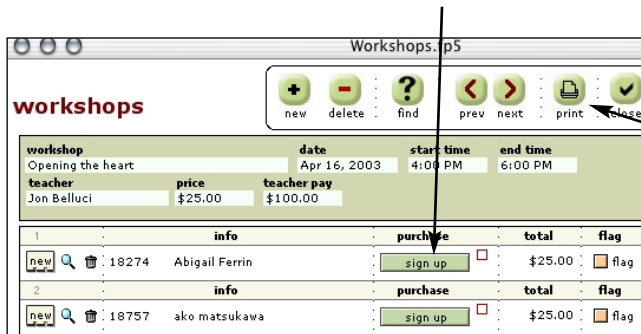 Workshops.fp5
workshops
new delete find prev next print close
workshop date start time end time
Opening the heart Apr 16, 2003 4:00 PM 6:00 PM
teacher price teacher pay
Jon Belluci $25.00 $100.00
1 info purchase total flag
new 18274 Abigail Ferrin sign up $25.00 flag
2 info purchase total flag
new 18757 ako matsukawa sign up $25.00 flag